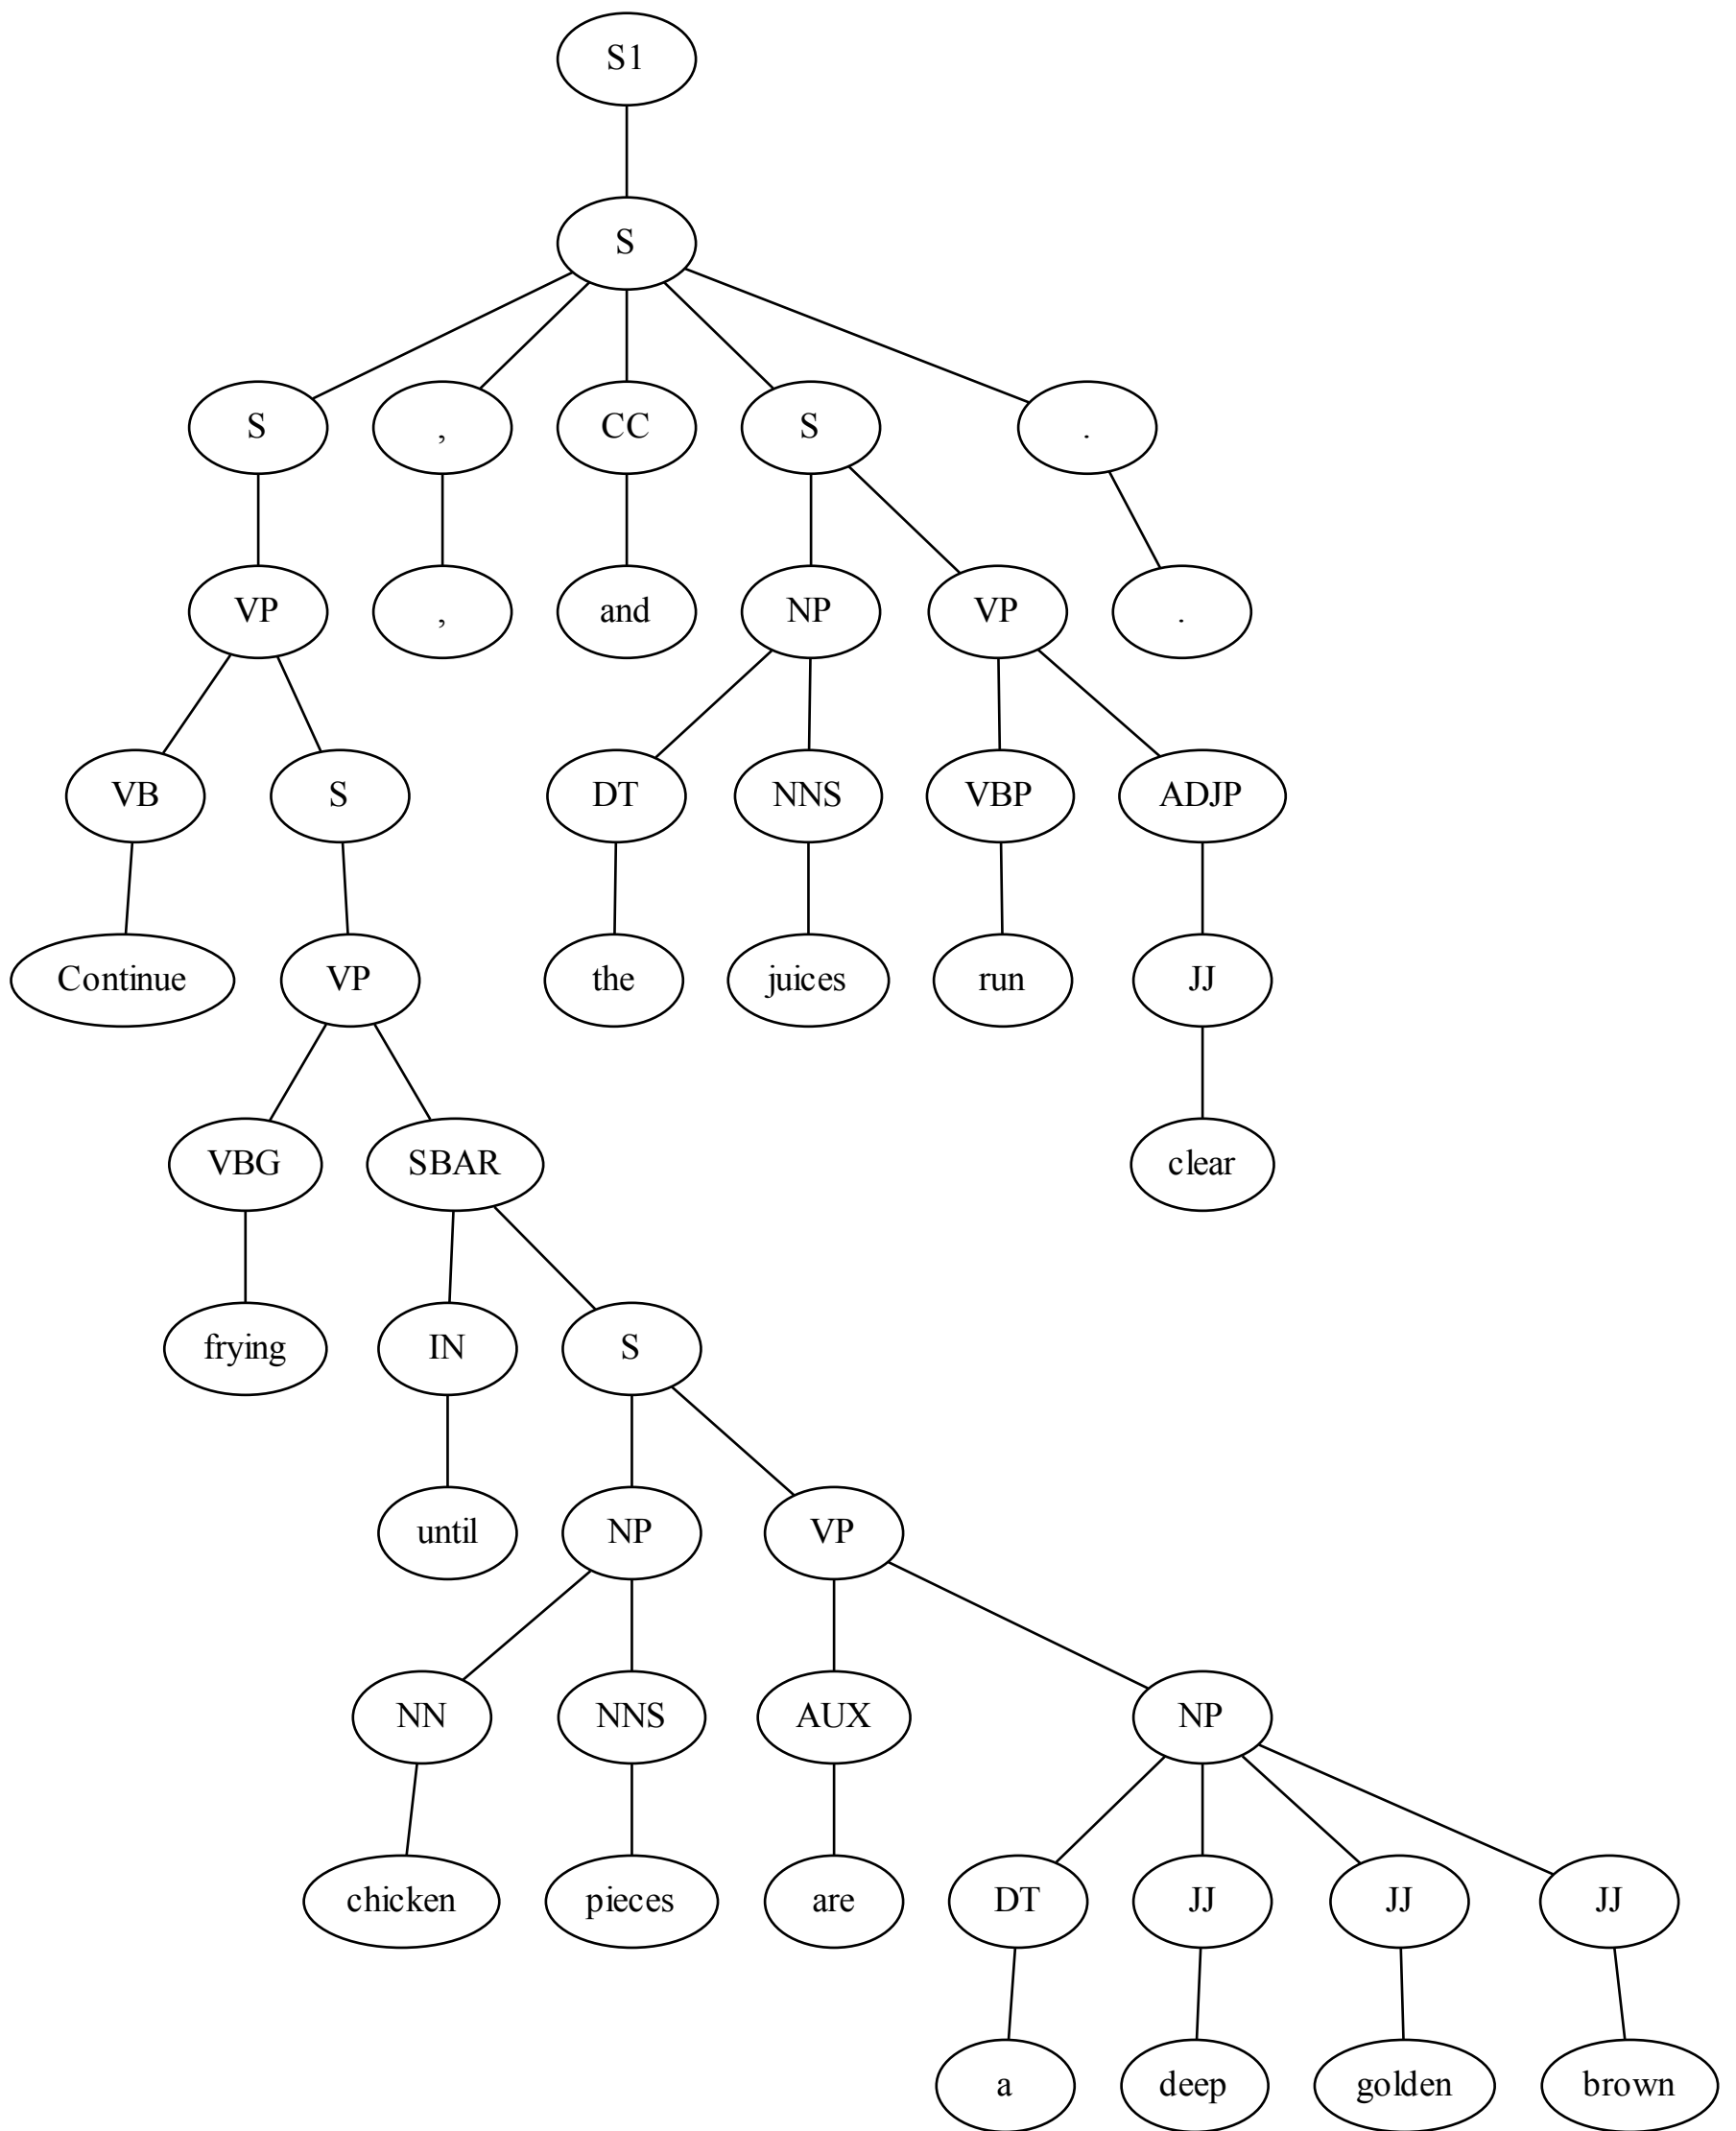 S1
S
S , CC S .
VP , and NP VP .
VB S DT NNS VBP ADJP
Continue VP the juices run JJ
VBG SBAR clear
frying IN S
until NP VP
NN NNS AUX NP
chicken pieces are DT JJ JJ JJ
a deep golden brown